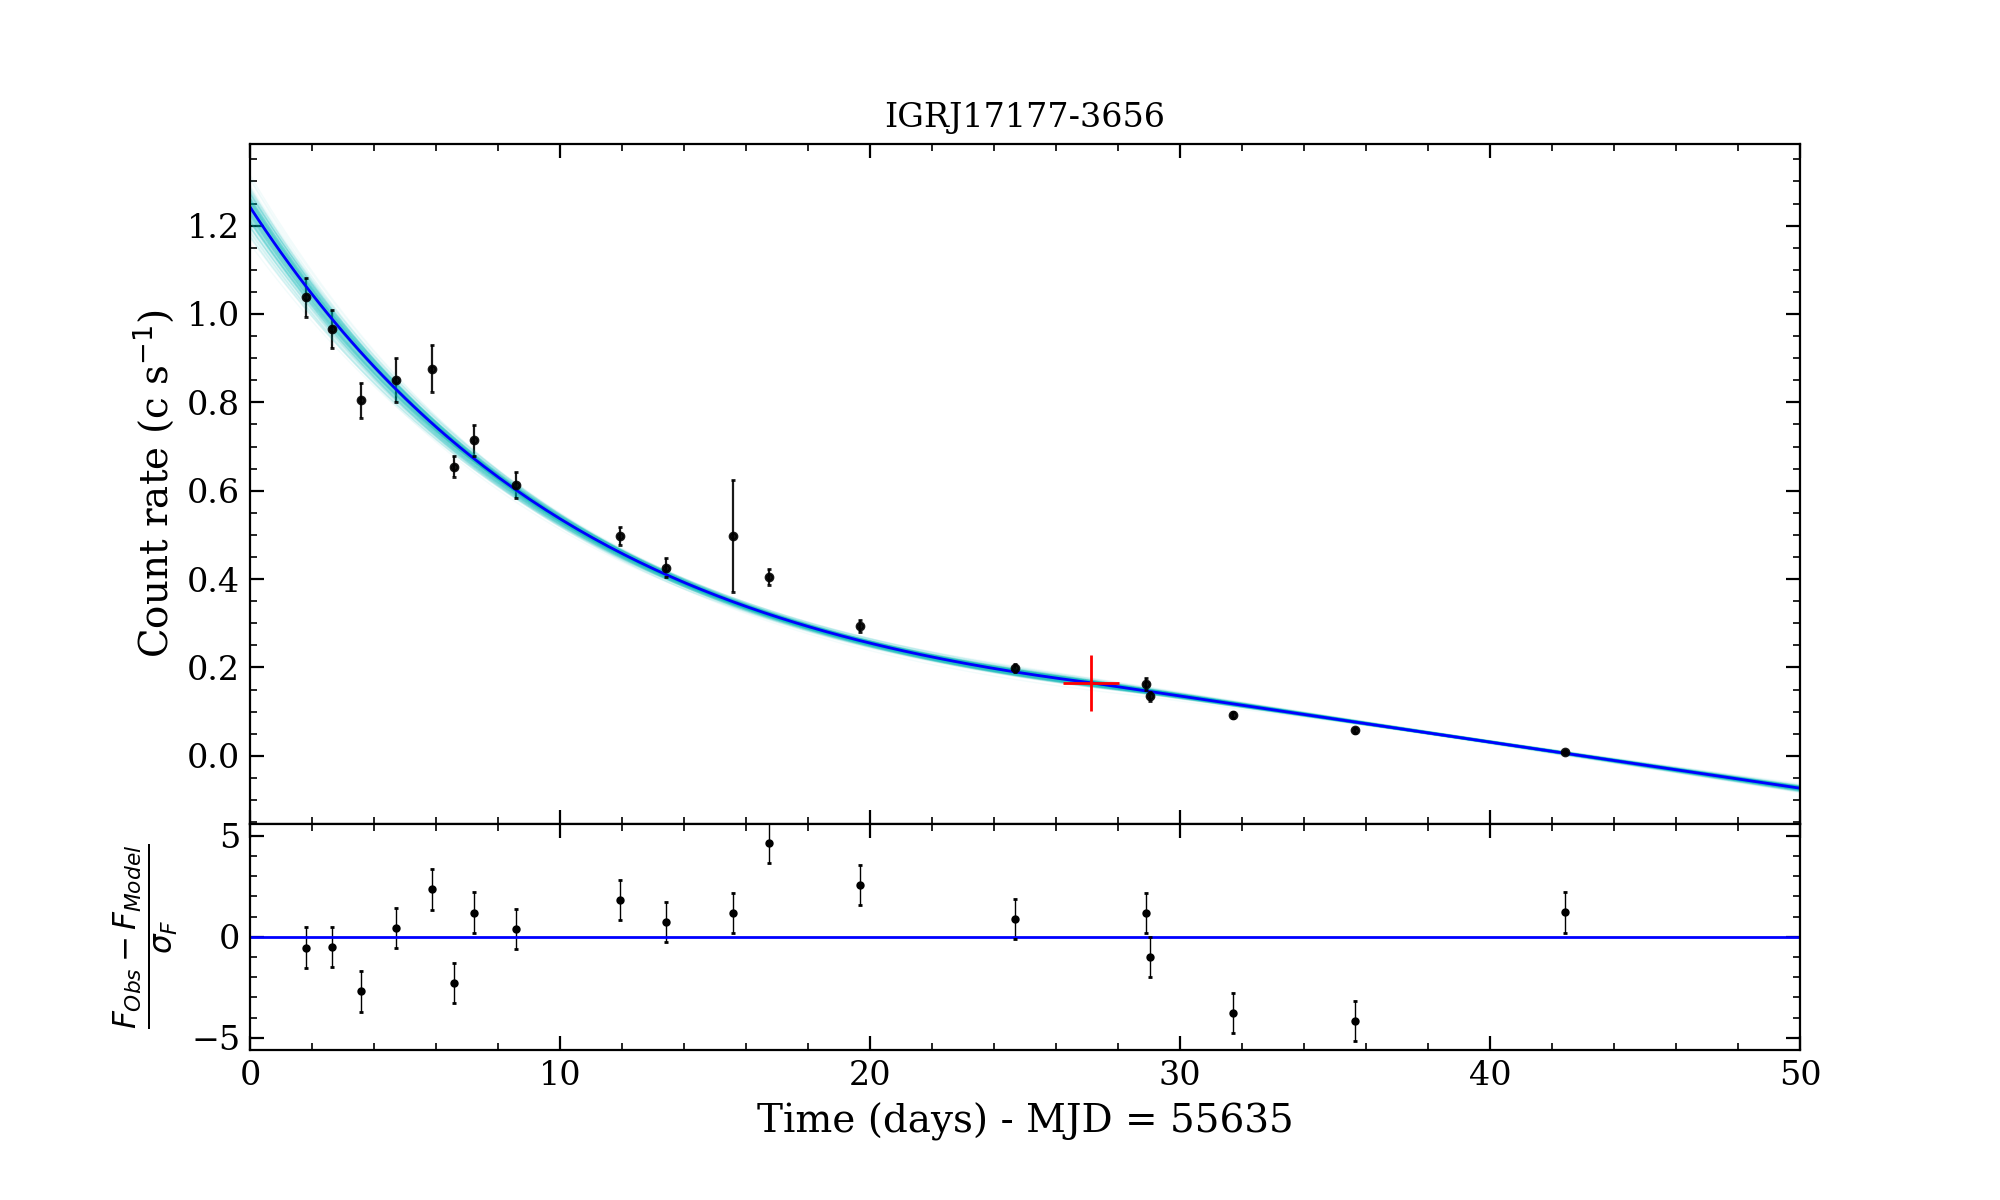 IGRJ17177-3656
Count rate (c s⁻¹)
1.2
1.0
0.8
0.6
0.4
0.2
0.0
F_Obs − F_Model
σ_F
5
0
−5
0 10 20 30 40 50
Time (days) - MJD = 55635